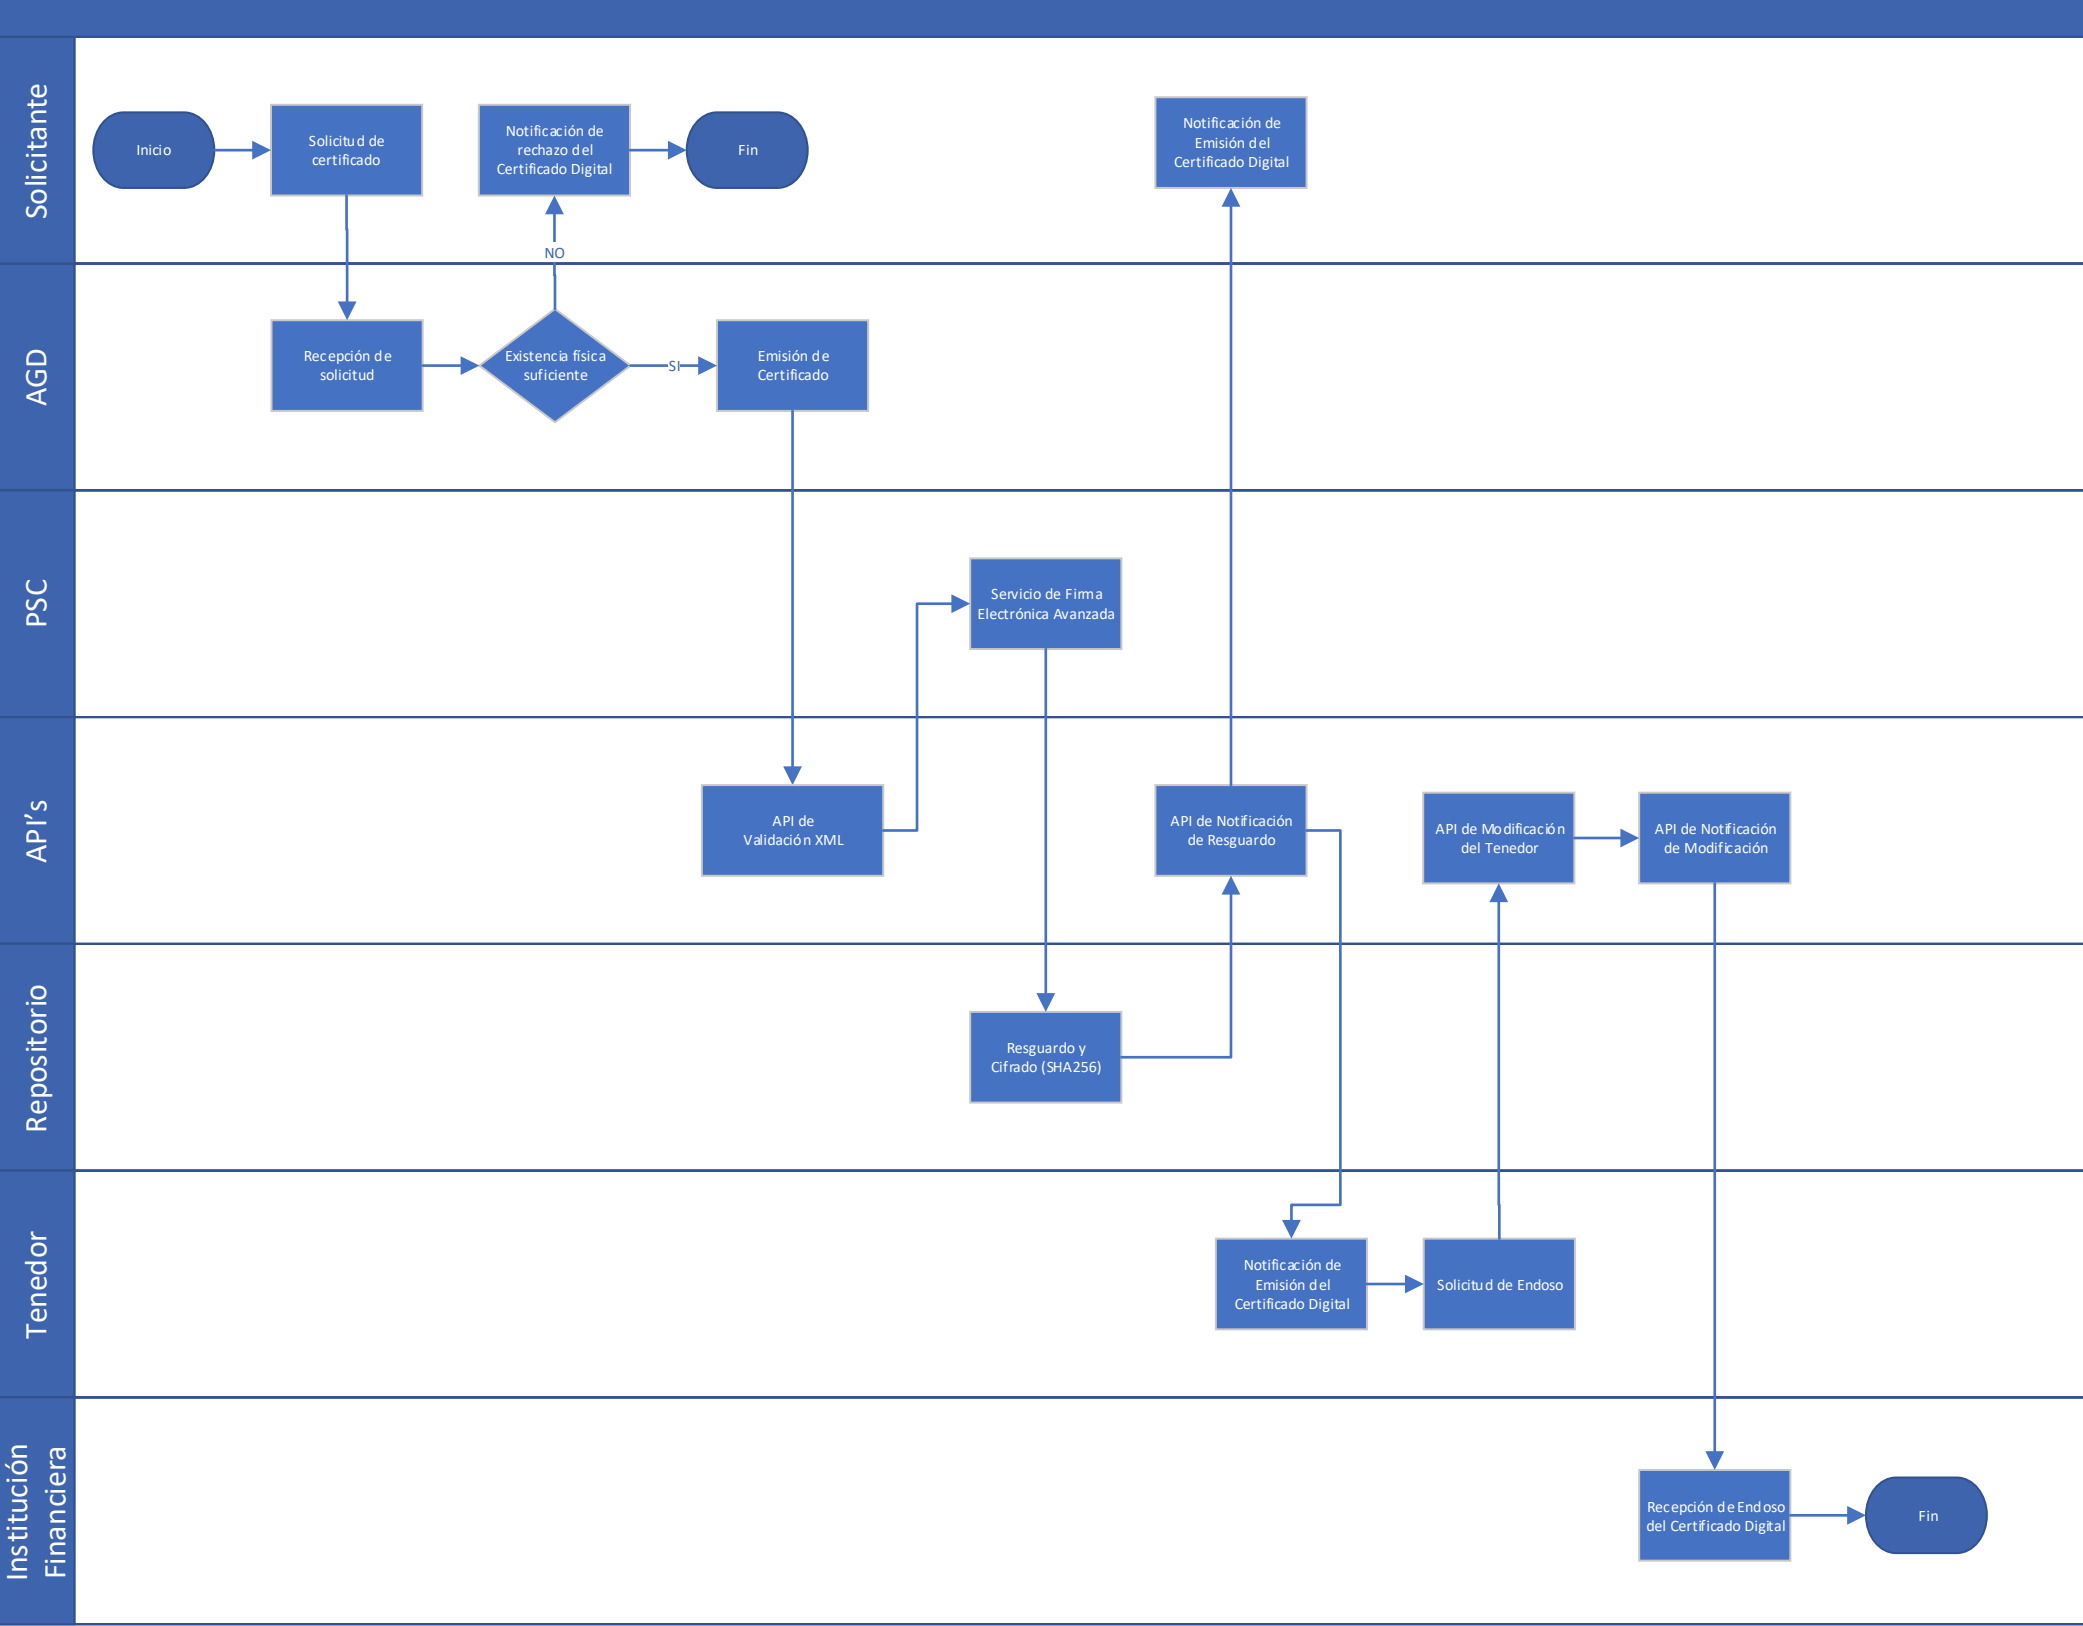 Solicitante
Inicio
Solicitud de
certificado
Notificación de
rechazo del
Certificado Digital
Fin
Notificación de
Emisión del
Certificado Digital
NO
AGD
Recepción de
solicitud
Existencia física
suficiente
SI
Emisión de
Certificado
PSC
Servicio de Firma
Electrónica Avanzada
API's
API de
Validación XML
API de Notificación
de Resguardo
API de Modificación
del Tenedor
API de Notificación
de Modificación
Repositorio
Resguardo y
Cifrado (SHA256)
Tenedor
Notificación de
Emisión del
Certificado Digital
Solicitud de Endoso
Institución
Financiera
Recepción de Endoso
del Certificado Digital
Fin